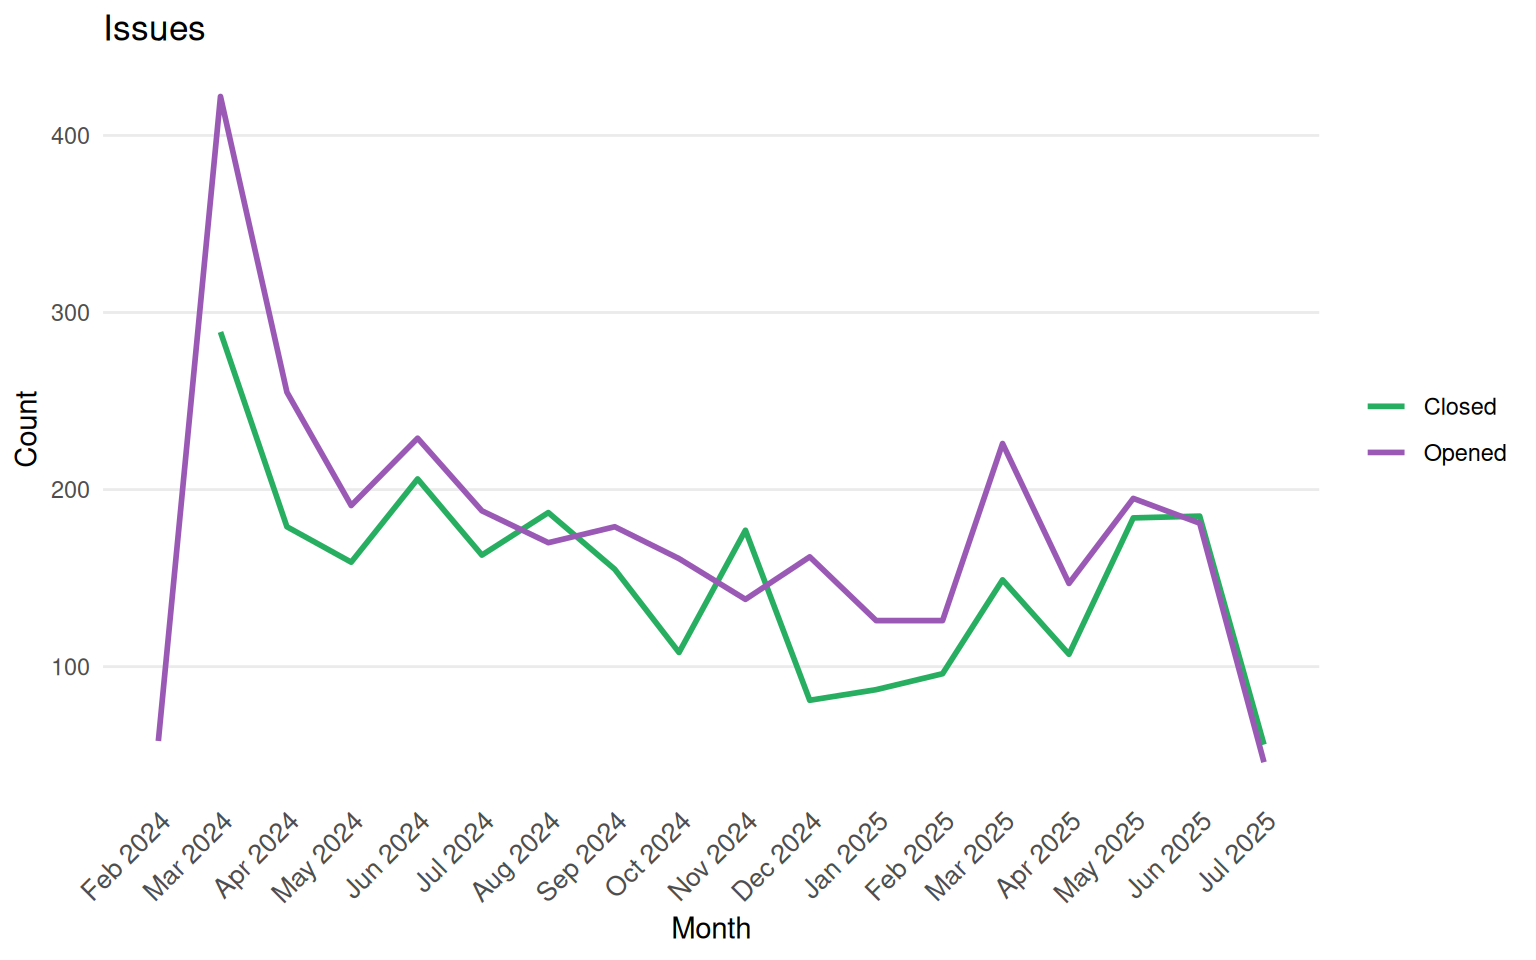 Issues
Count
400
300
200
100
Feb 2024
Mar 2024
Apr 2024
May 2024
Jun 2024
Jul 2024
Aug 2024
Sep 2024
Oct 2024
Nov 2024
Dec 2024
Jan 2025
Feb 2025
Mar 2025
Apr 2025
May 2025
Jun 2025
Jul 2025
Month
Closed
Opened